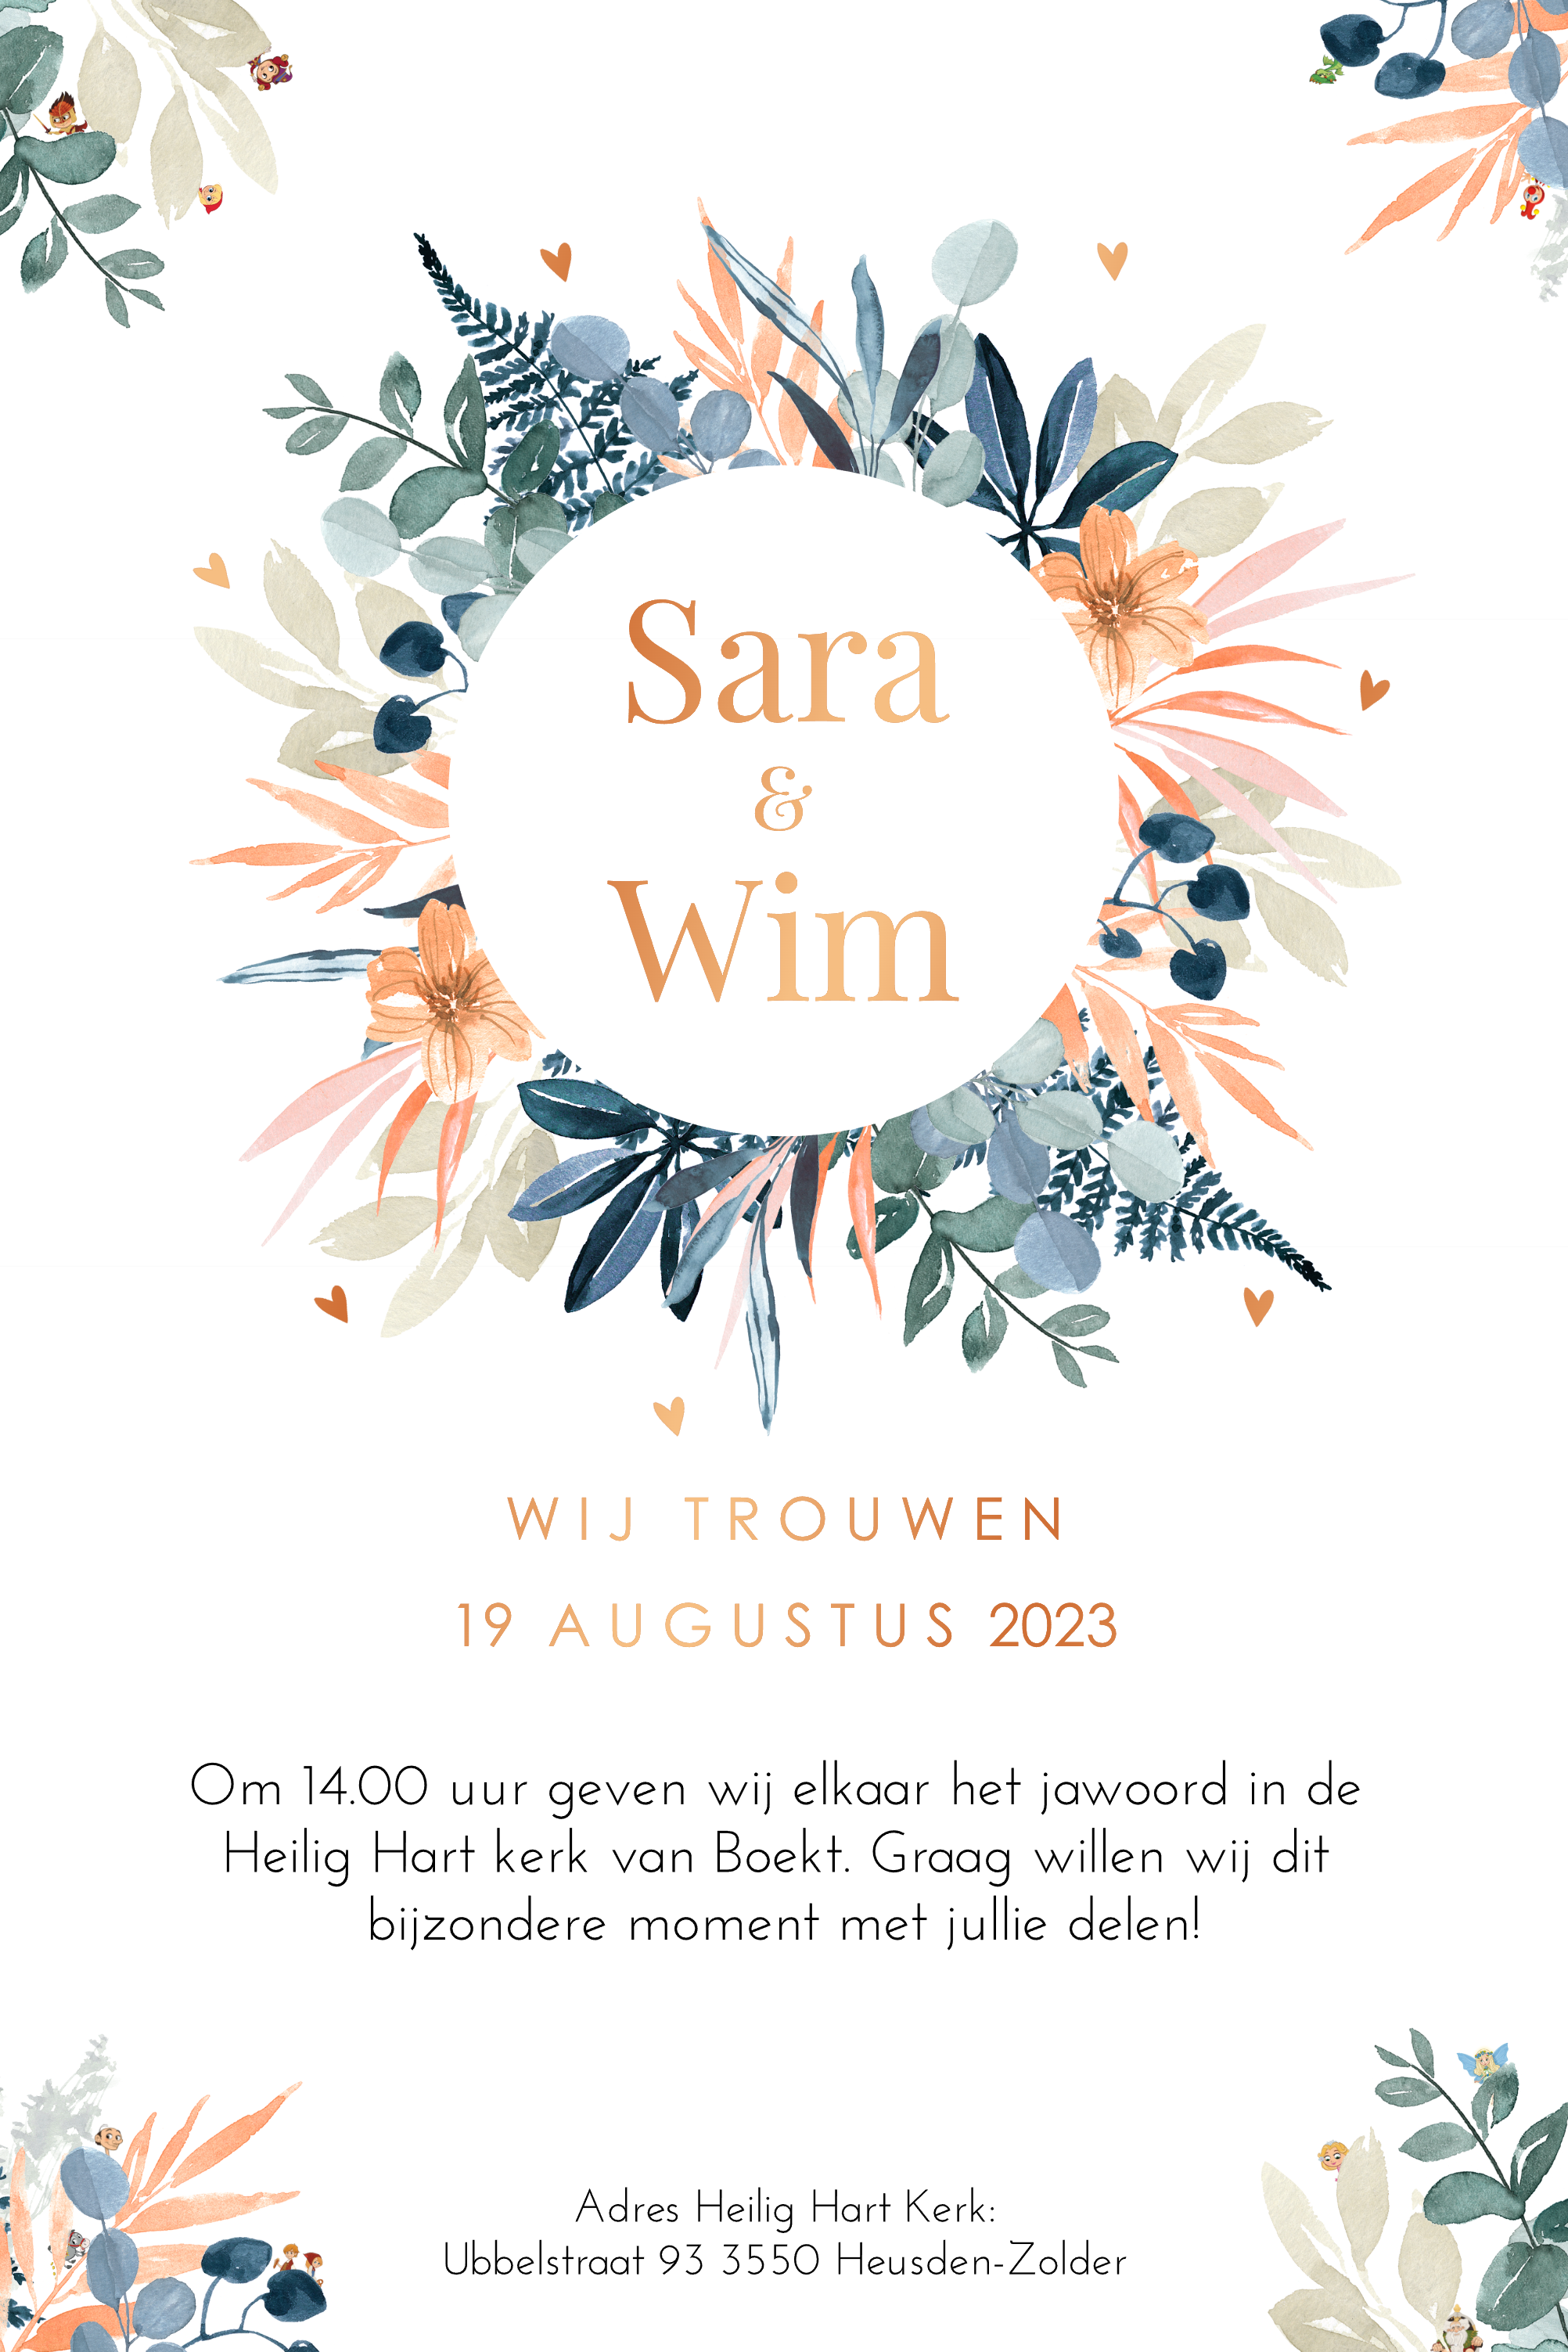 Sara
&
Wim
WIJ TROUWEN
19 AUGUSTUS 2023
Om 14.00 uur geven wij elkaar het jawoord in de
Heilig Hart kerk van Boekt. Graag willen wij dit
bijzondere moment met jullie delen!
Adres Heilig Hart Kerk:
Ubbelstraat 93 3550 Heusden-Zolder